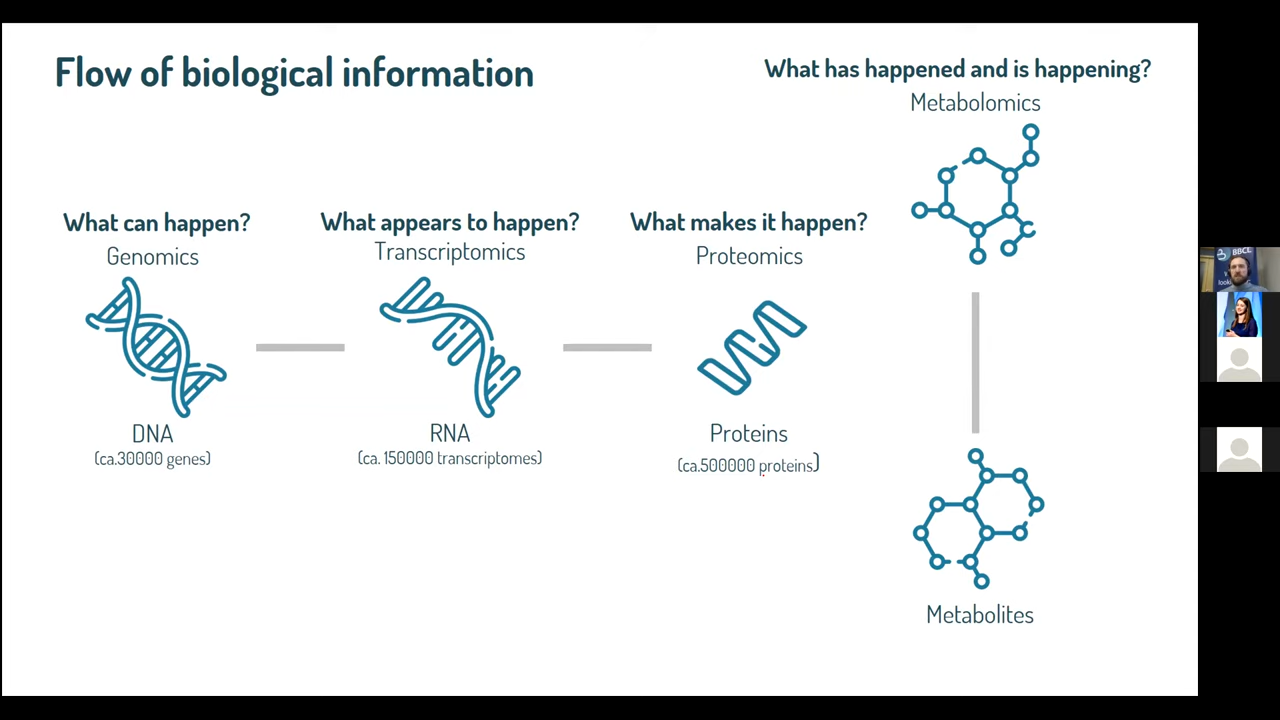 Flow of biological information
What has happened and is happening?
Metabolomics
What can happen?
Genomics
DNA
(ca.30000 genes)
What appears to happen?
Transcriptomics
RNA
(ca. 150000 transcriptomes)
What makes it happen?
Proteomics
Proteins
(ca.500000 proteins)
Metabolites
BBCC